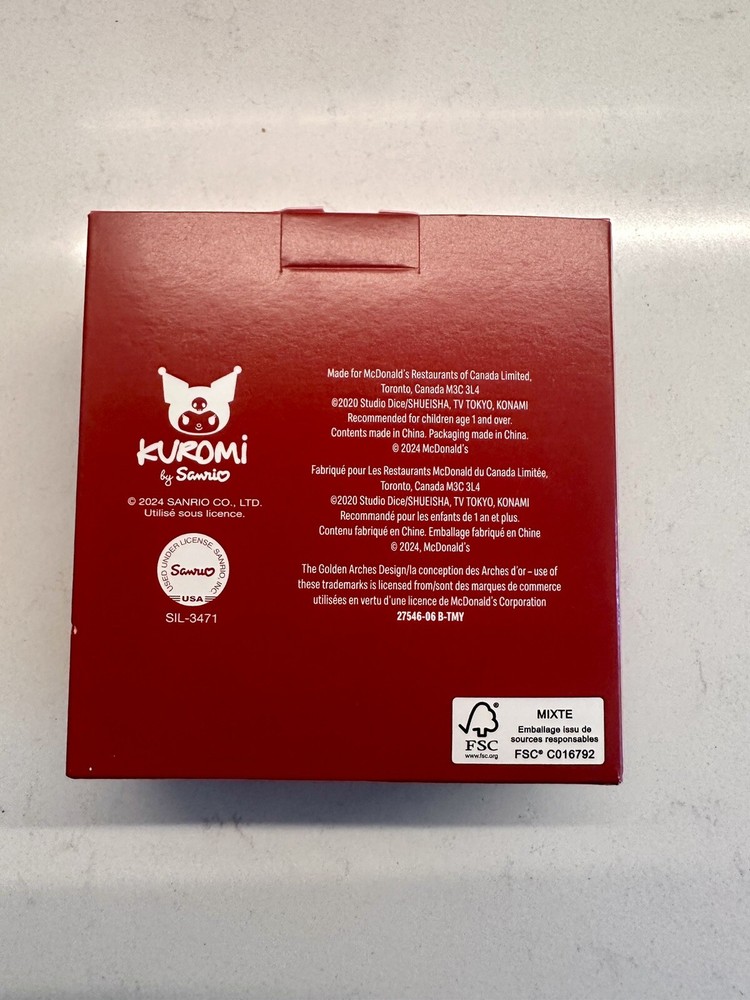 KUROMi
by Sanrio
© 2024 SANRIO CO., LTD.
Utilisé sous licence.
USED UNDER LICENSE, SANRIO, INC.
Sanrio
USA
SIL-3471
Made for McDonald's Restaurants of Canada Limited,
Toronto, Canada M3C 3L4
©2020 Studio Dice/SHUEISHA, TV TOKYO, KONAMI
Recommended for children age 1 and over.
Contents made in China. Packaging made in China.
© 2024 McDonald's
Fabriqué pour Les Restaurants McDonald du Canada Limitée,
Toronto, Canada M3C 3L4
©2020 Studio Dice/SHUEISHA, TV TOKYO, KONAMI
Recommandé pour les enfants de 1 an et plus.
Contenu fabriqué en Chine. Emballage fabriqué en Chine
© 2024, McDonald's
The Golden Arches Design/la conception des Arches d'or – use of
these trademarks is licensed from/sont des marques de commerce
utilisées en vertu d'une licence de McDonald's Corporation
27546-06 B-TMY
FSC
www.fsc.org
MIXTE
Emballage issu de
sources responsables
FSC® C016792